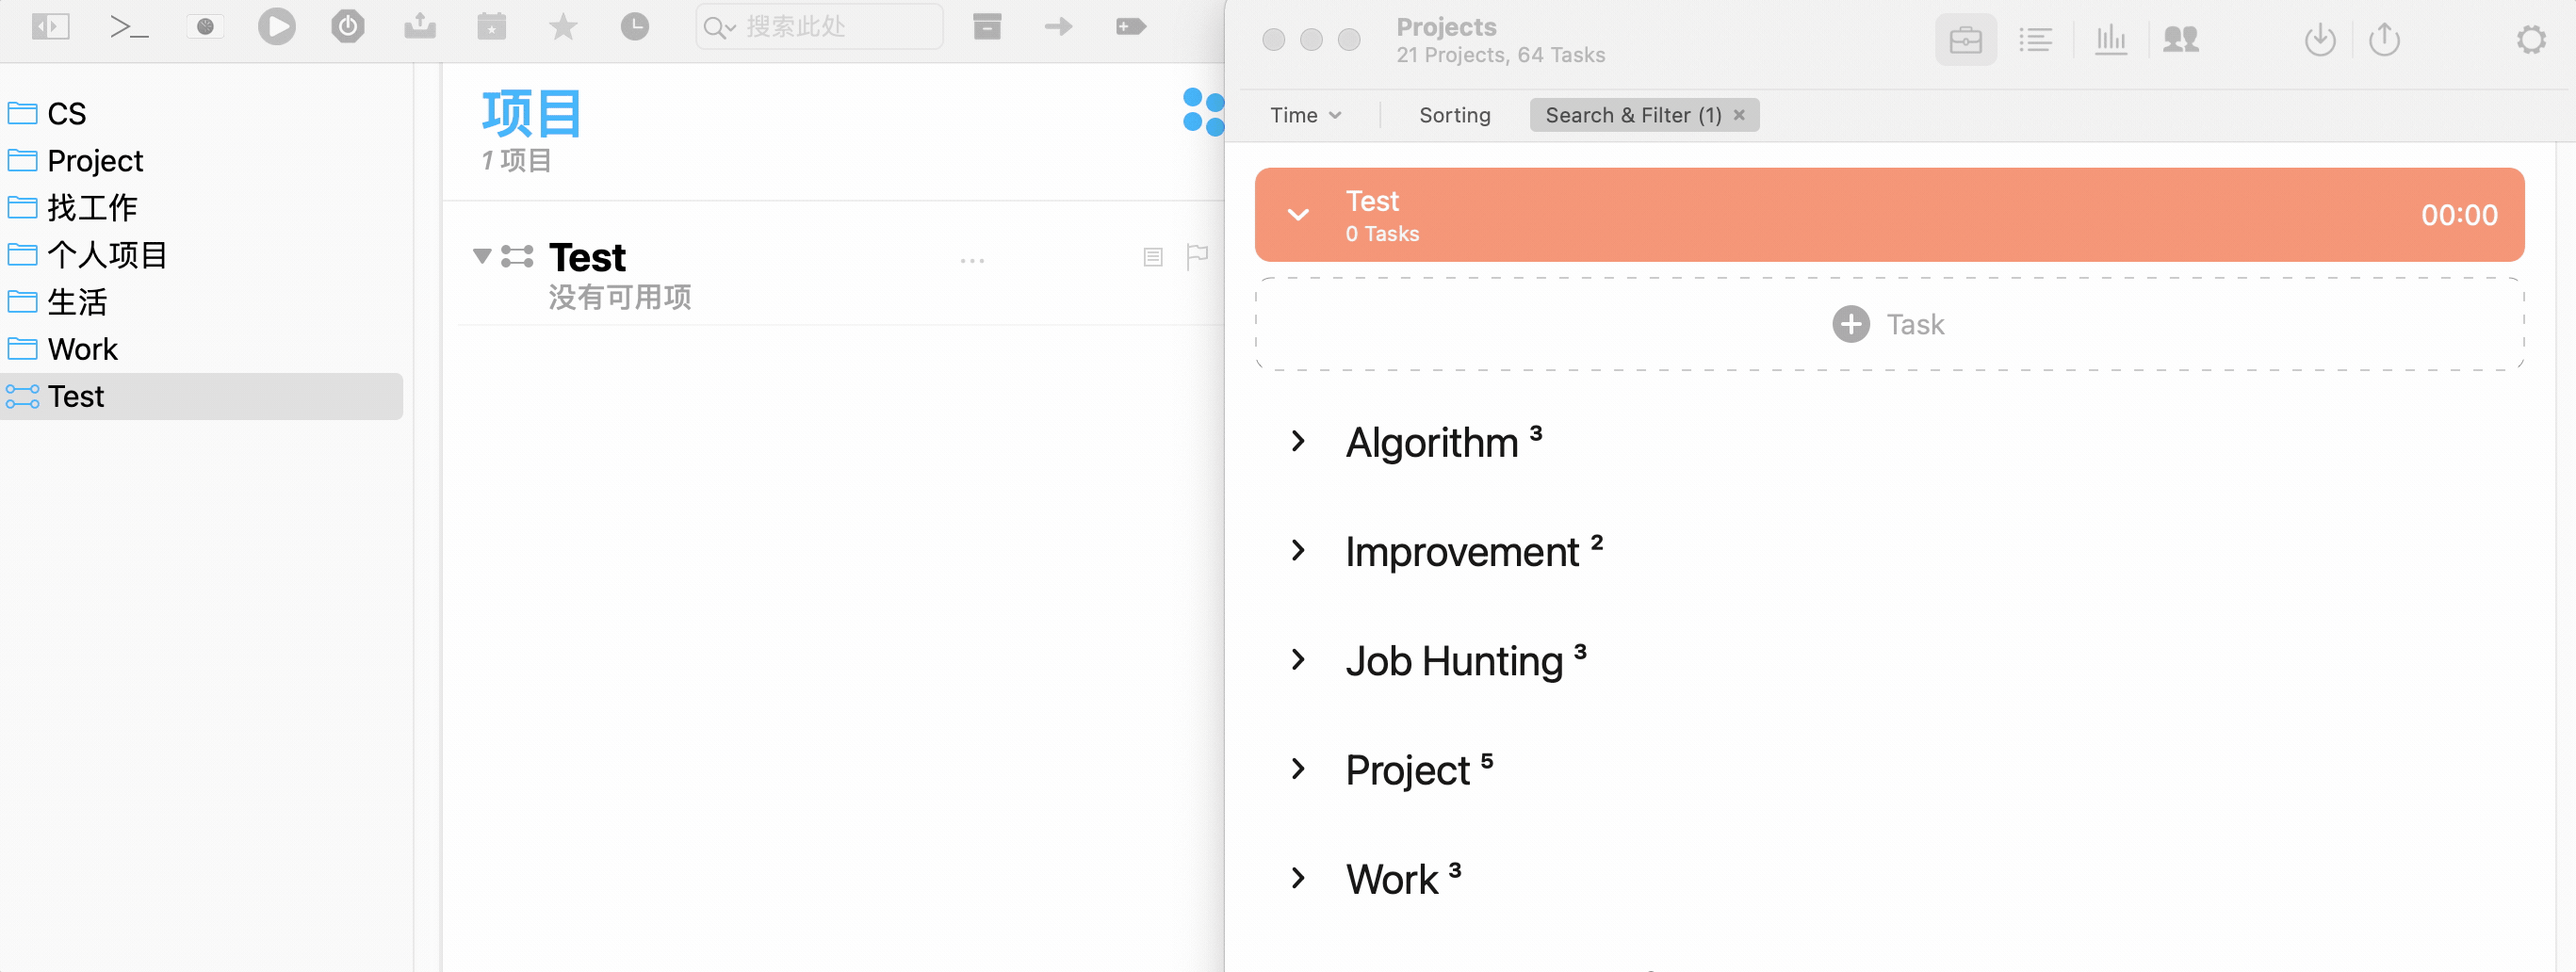 搜索此处
CS
Project
找工作
个人项目
生活
Work
Test
项目
1 项目
Test
没有可用项
Projects
21 Projects, 64 Tasks
Time
Sorting
Search & Filter (1)
Test
0 Tasks
00:00
Task
Algorithm ³
Improvement ²
Job Hunting ³
Project ⁵
Work ³